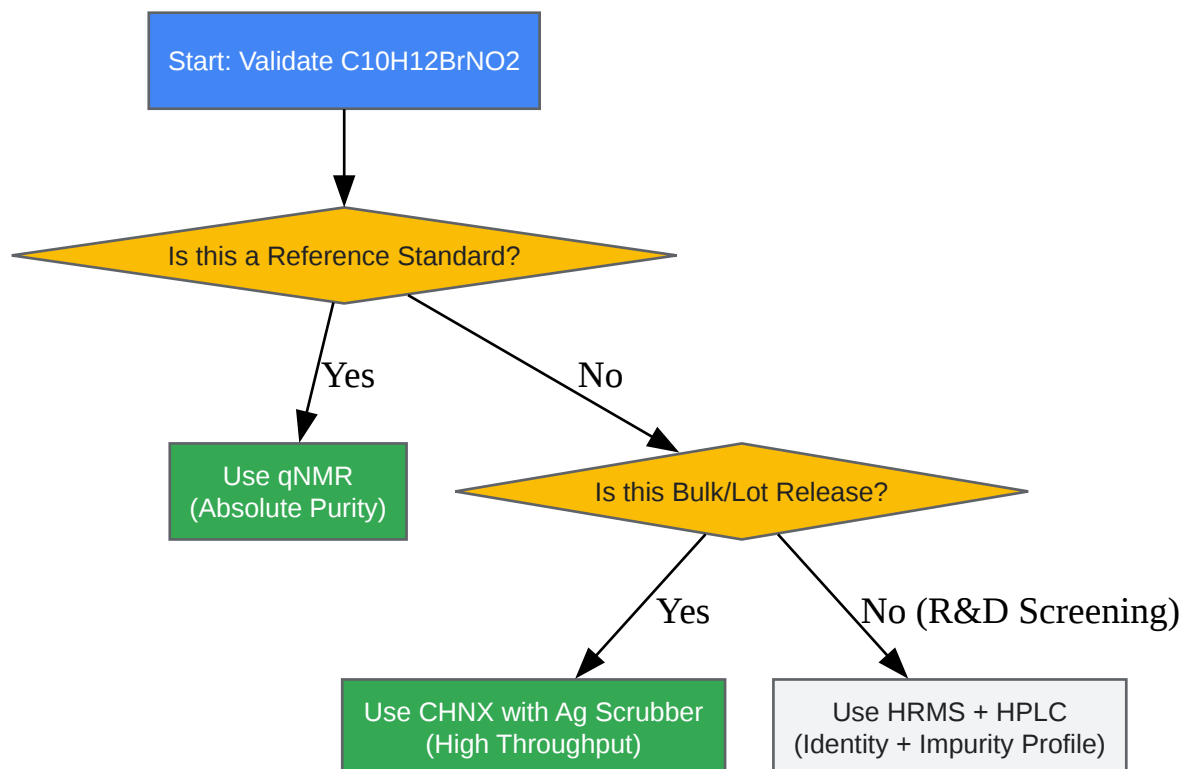 Start: Validate C10H12BrNO2
Is this a Reference Standard?
Yes
No
Use qNMR
(Absolute Purity)
Is this Bulk/Lot Release?
Yes
No (R&D Screening)
Use CHNX with Ag Scrubber
(High Throughput)
Use HRMS + HPLC
(Identity + Impurity Profile)